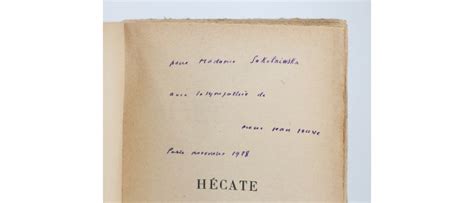 pour Madame Sokolnicka
avec la sympathie de
Pierre Jean Jouve
Paris novembre 1928
HÉCATE